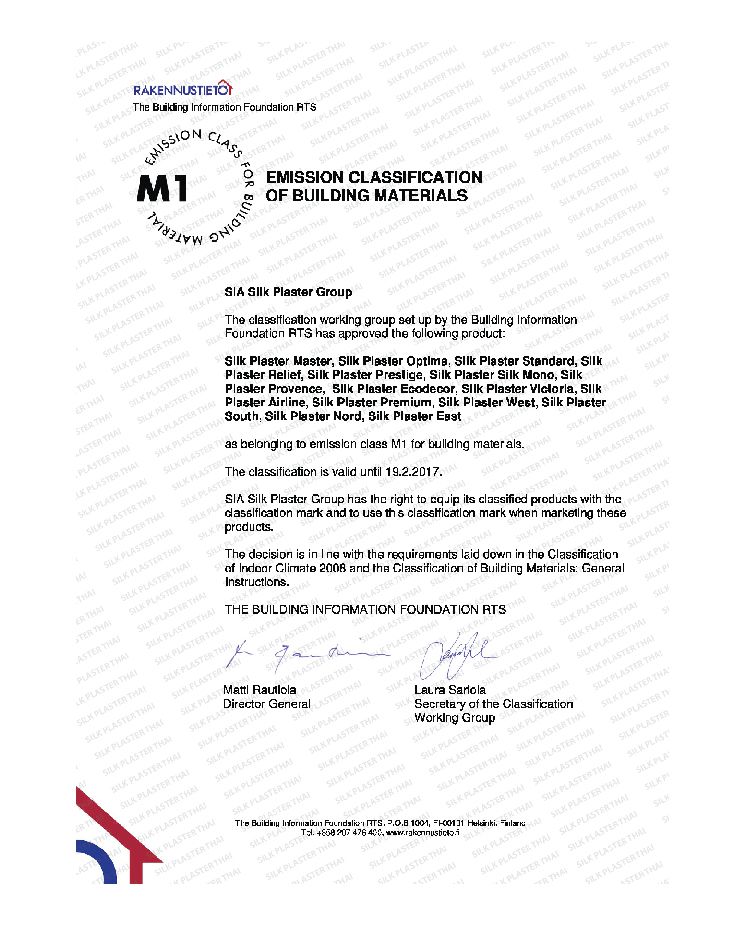 RAKENNUSTIETO
The Building Information Foundation RTS
EMISSION CLASS FOR BUILDING MATERIAL
M1
EMISSION CLASSIFICATION
OF BUILDING MATERIALS
SIA Silk Plaster Group
The classification working group set up by the Building Information
Foundation RTS has approved the following product:
Silk Plaster Master, Silk Plaster Optima, Silk Plaster Standard, Silk
Plaster Relief, Silk Plaster Prestige, Silk Plaster Silk Mono, Silk
Plaster Provence, Silk Plaster Ecodecor, Silk Plaster Victoria, Silk
Plaster Airline, Silk Plaster Premium, Silk Plaster West, Silk Plaster
South, Silk Plaster Nord, Silk Plaster East
as belonging to emission class M1 for building materials.
The classification is valid until 19.2.2017.
SIA Silk Plaster Group has the right to equip its classified products with the
classification mark and to use this classification mark when marketing these
products.
The decision is in line with the requirements laid down in the Classification
of Indoor Climate 2008 and the Classification of Building Materials: General
Instructions.
THE BUILDING INFORMATION FOUNDATION RTS
Matti Rautiola
Director General
Laura Sariola
Secretary of the Classification
Working Group
The Building Information Foundation RTS, P.O.B 1004, FI-00101 Helsinki, Finland
Tel. +358 207 476 400, www.rakennustieto.fi
SILK PLASTER THAI